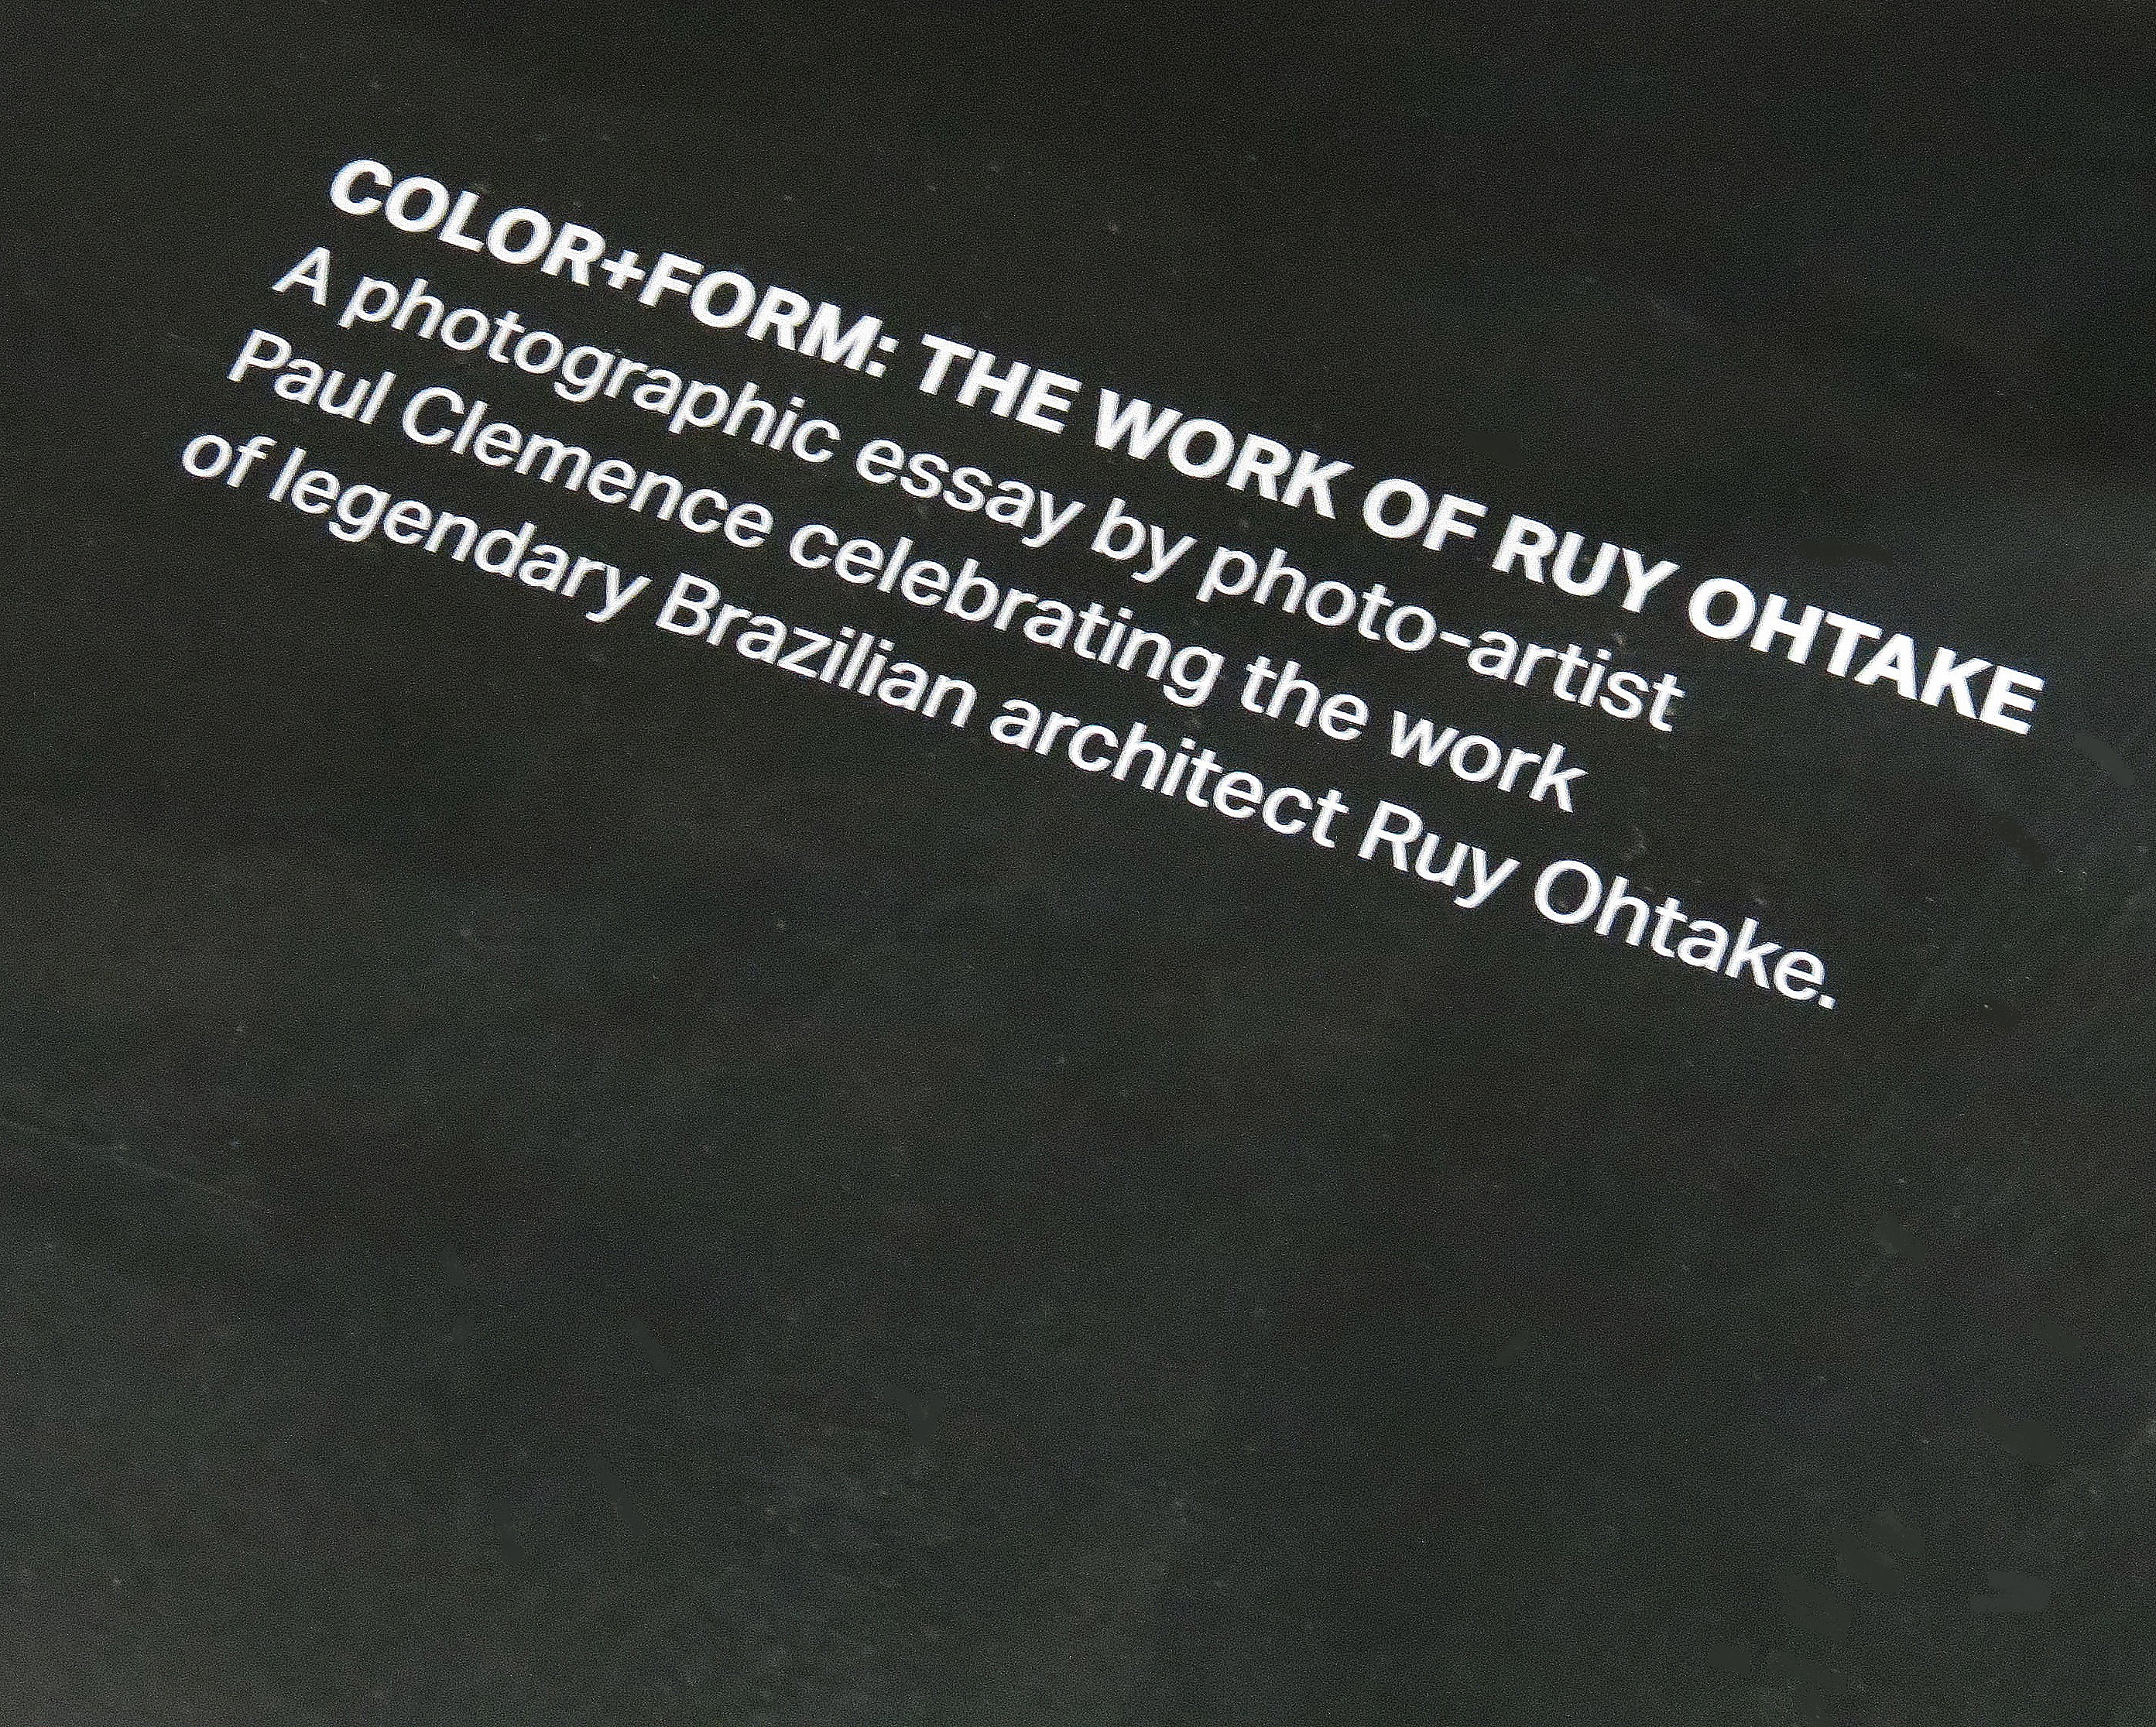 COLOR+FORM: THE WORK OF RUY OHTAKE
A photographic essay by photo-artist
Paul Clemence celebrating the work
of legendary Brazilian architect Ruy Ohtake.